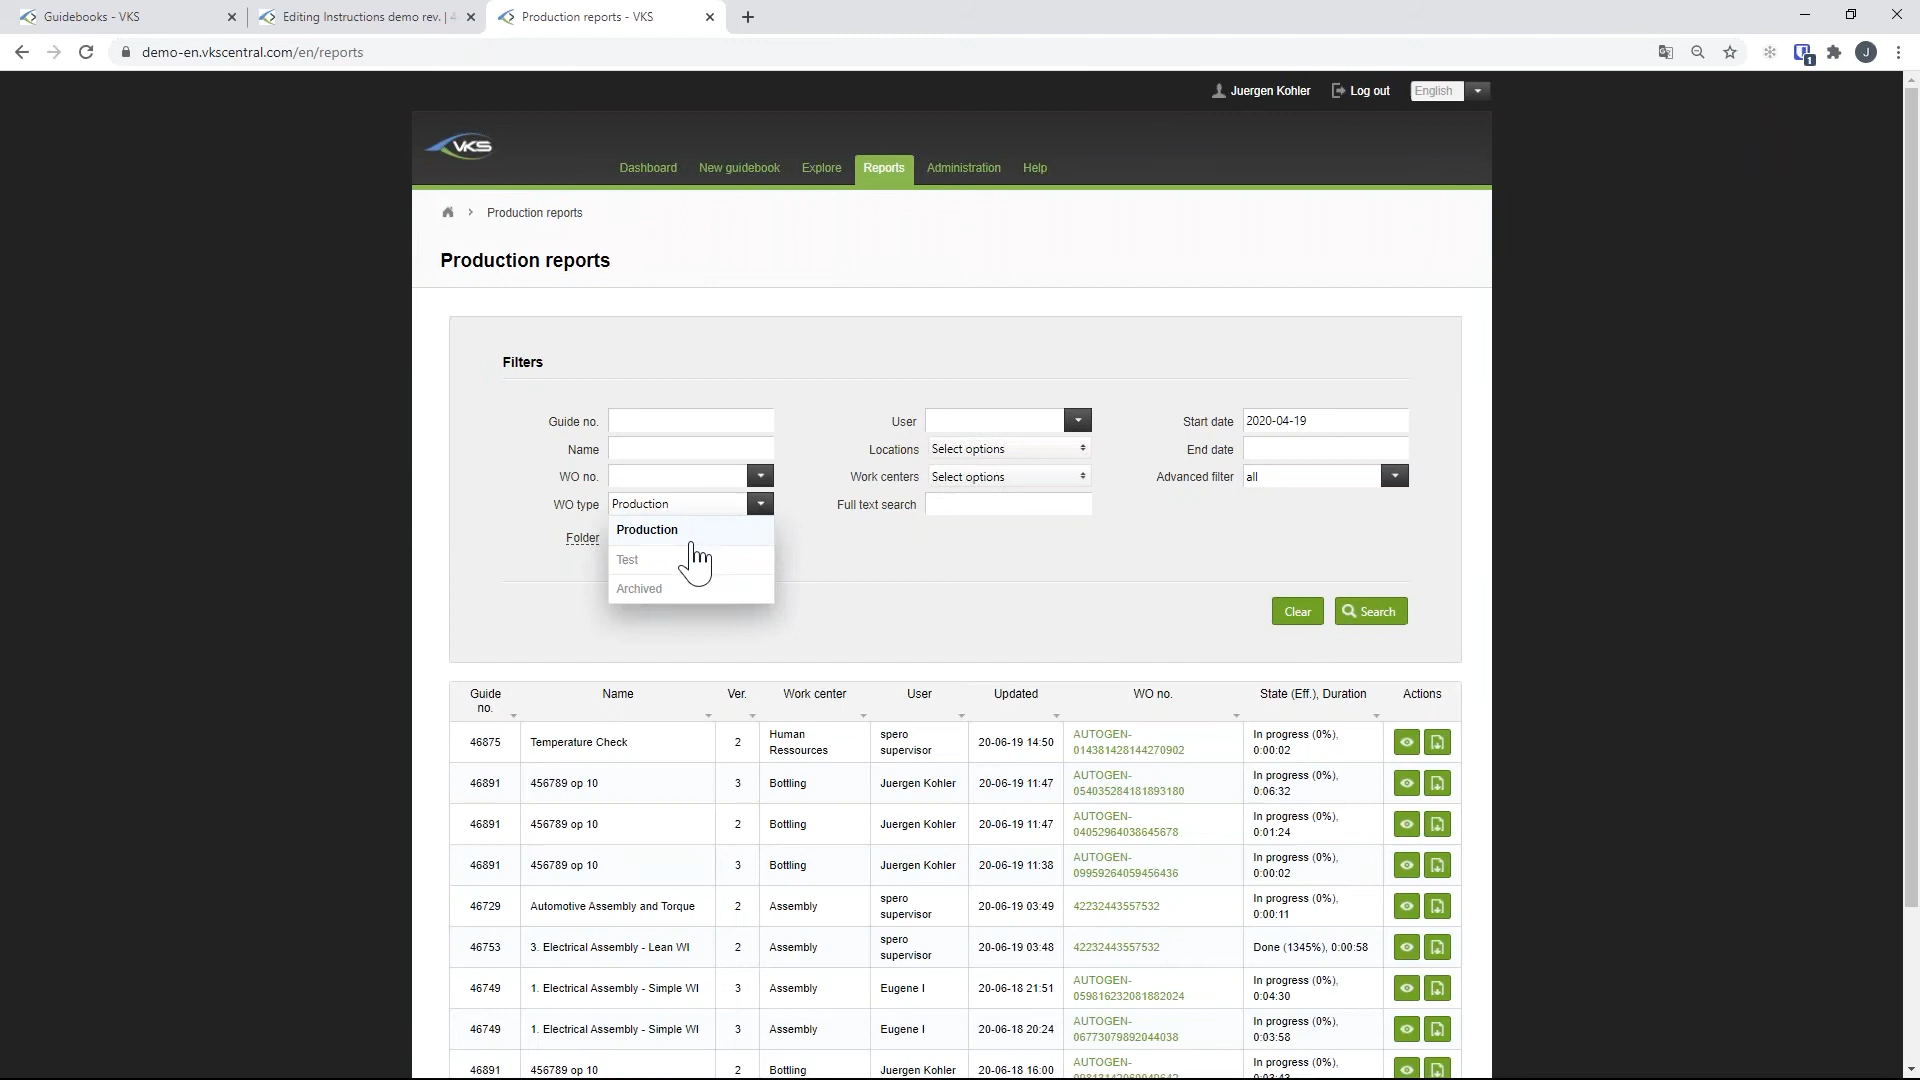 Guidebooks - VKS
Editing Instructions demo rev. | 4
Production reports - VKS
demo-en.vkscentral.com/en/reports
1
J
Juergen Kohler
Log out
English
VKS
Dashboard
New guidebook
Explore
Reports
Administration
Help
Production reports
Production reports
Filters
Guide no.
User
Start date 2020-04-19
Name
Locations Select options
End date
WO no.
Work centers Select options
Advanced filter all
WO type Production
Full text search
Production
Folder
Test
Archived
Clear
Search
Guide no. Name Ver. Work center User Updated WO no. State (Eff.), Duration Actions
46875 Temperature Check 2 Human Ressources spero supervisor 20-06-19 14:50 AUTOGEN-014381428144270902 In progress (0%), 0:00:02
46891 456789 op 10 3 Bottling Juergen Kohler 20-06-19 11:47 AUTOGEN-054035284181893180 In progress (0%), 0:06:32
46891 456789 op 10 2 Bottling Juergen Kohler 20-06-19 11:47 AUTOGEN-04052964038645678 In progress (0%), 0:01:24
46891 456789 op 10 3 Bottling Juergen Kohler 20-06-19 11:38 AUTOGEN-09959264059456436 In progress (0%), 0:00:02
46729 Automotive Assembly and Torque 2 Assembly spero supervisor 20-06-19 03:49 42232443557532 In progress (0%), 0:00:11
46753 3. Electrical Assembly - Lean WI 2 Assembly spero supervisor 20-06-19 03:48 42232443557532 Done (1345%), 0:00:58
46749 1. Electrical Assembly - Simple WI 3 Assembly Eugene I 20-06-18 21:51 AUTOGEN-059816232081882024 In progress (0%), 0:04:30
46749 1. Electrical Assembly - Simple WI 3 Assembly Eugene I 20-06-18 20:24 AUTOGEN-06773079892044038 In progress (0%), 0:03:58
46891 456789 op 10 2 Bottling Juergen Kohler 20-06-18 16:00 AUTOGEN- In progress (0%),